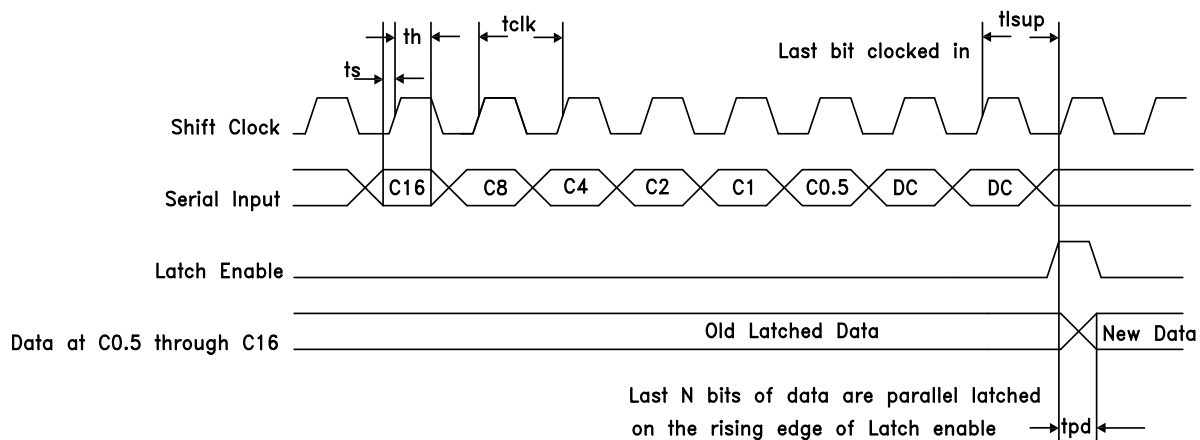 th
tclk
tlsup
ts
Last bit clocked in
Shift Clock
Serial Input
C16
C8
C4
C2
C1
C0.5
DC
DC
Latch Enable
Data at C0.5 through C16
Old Latched Data
New Data
Last N bits of data are parallel latched
on the rising edge of Latch enable
tpd